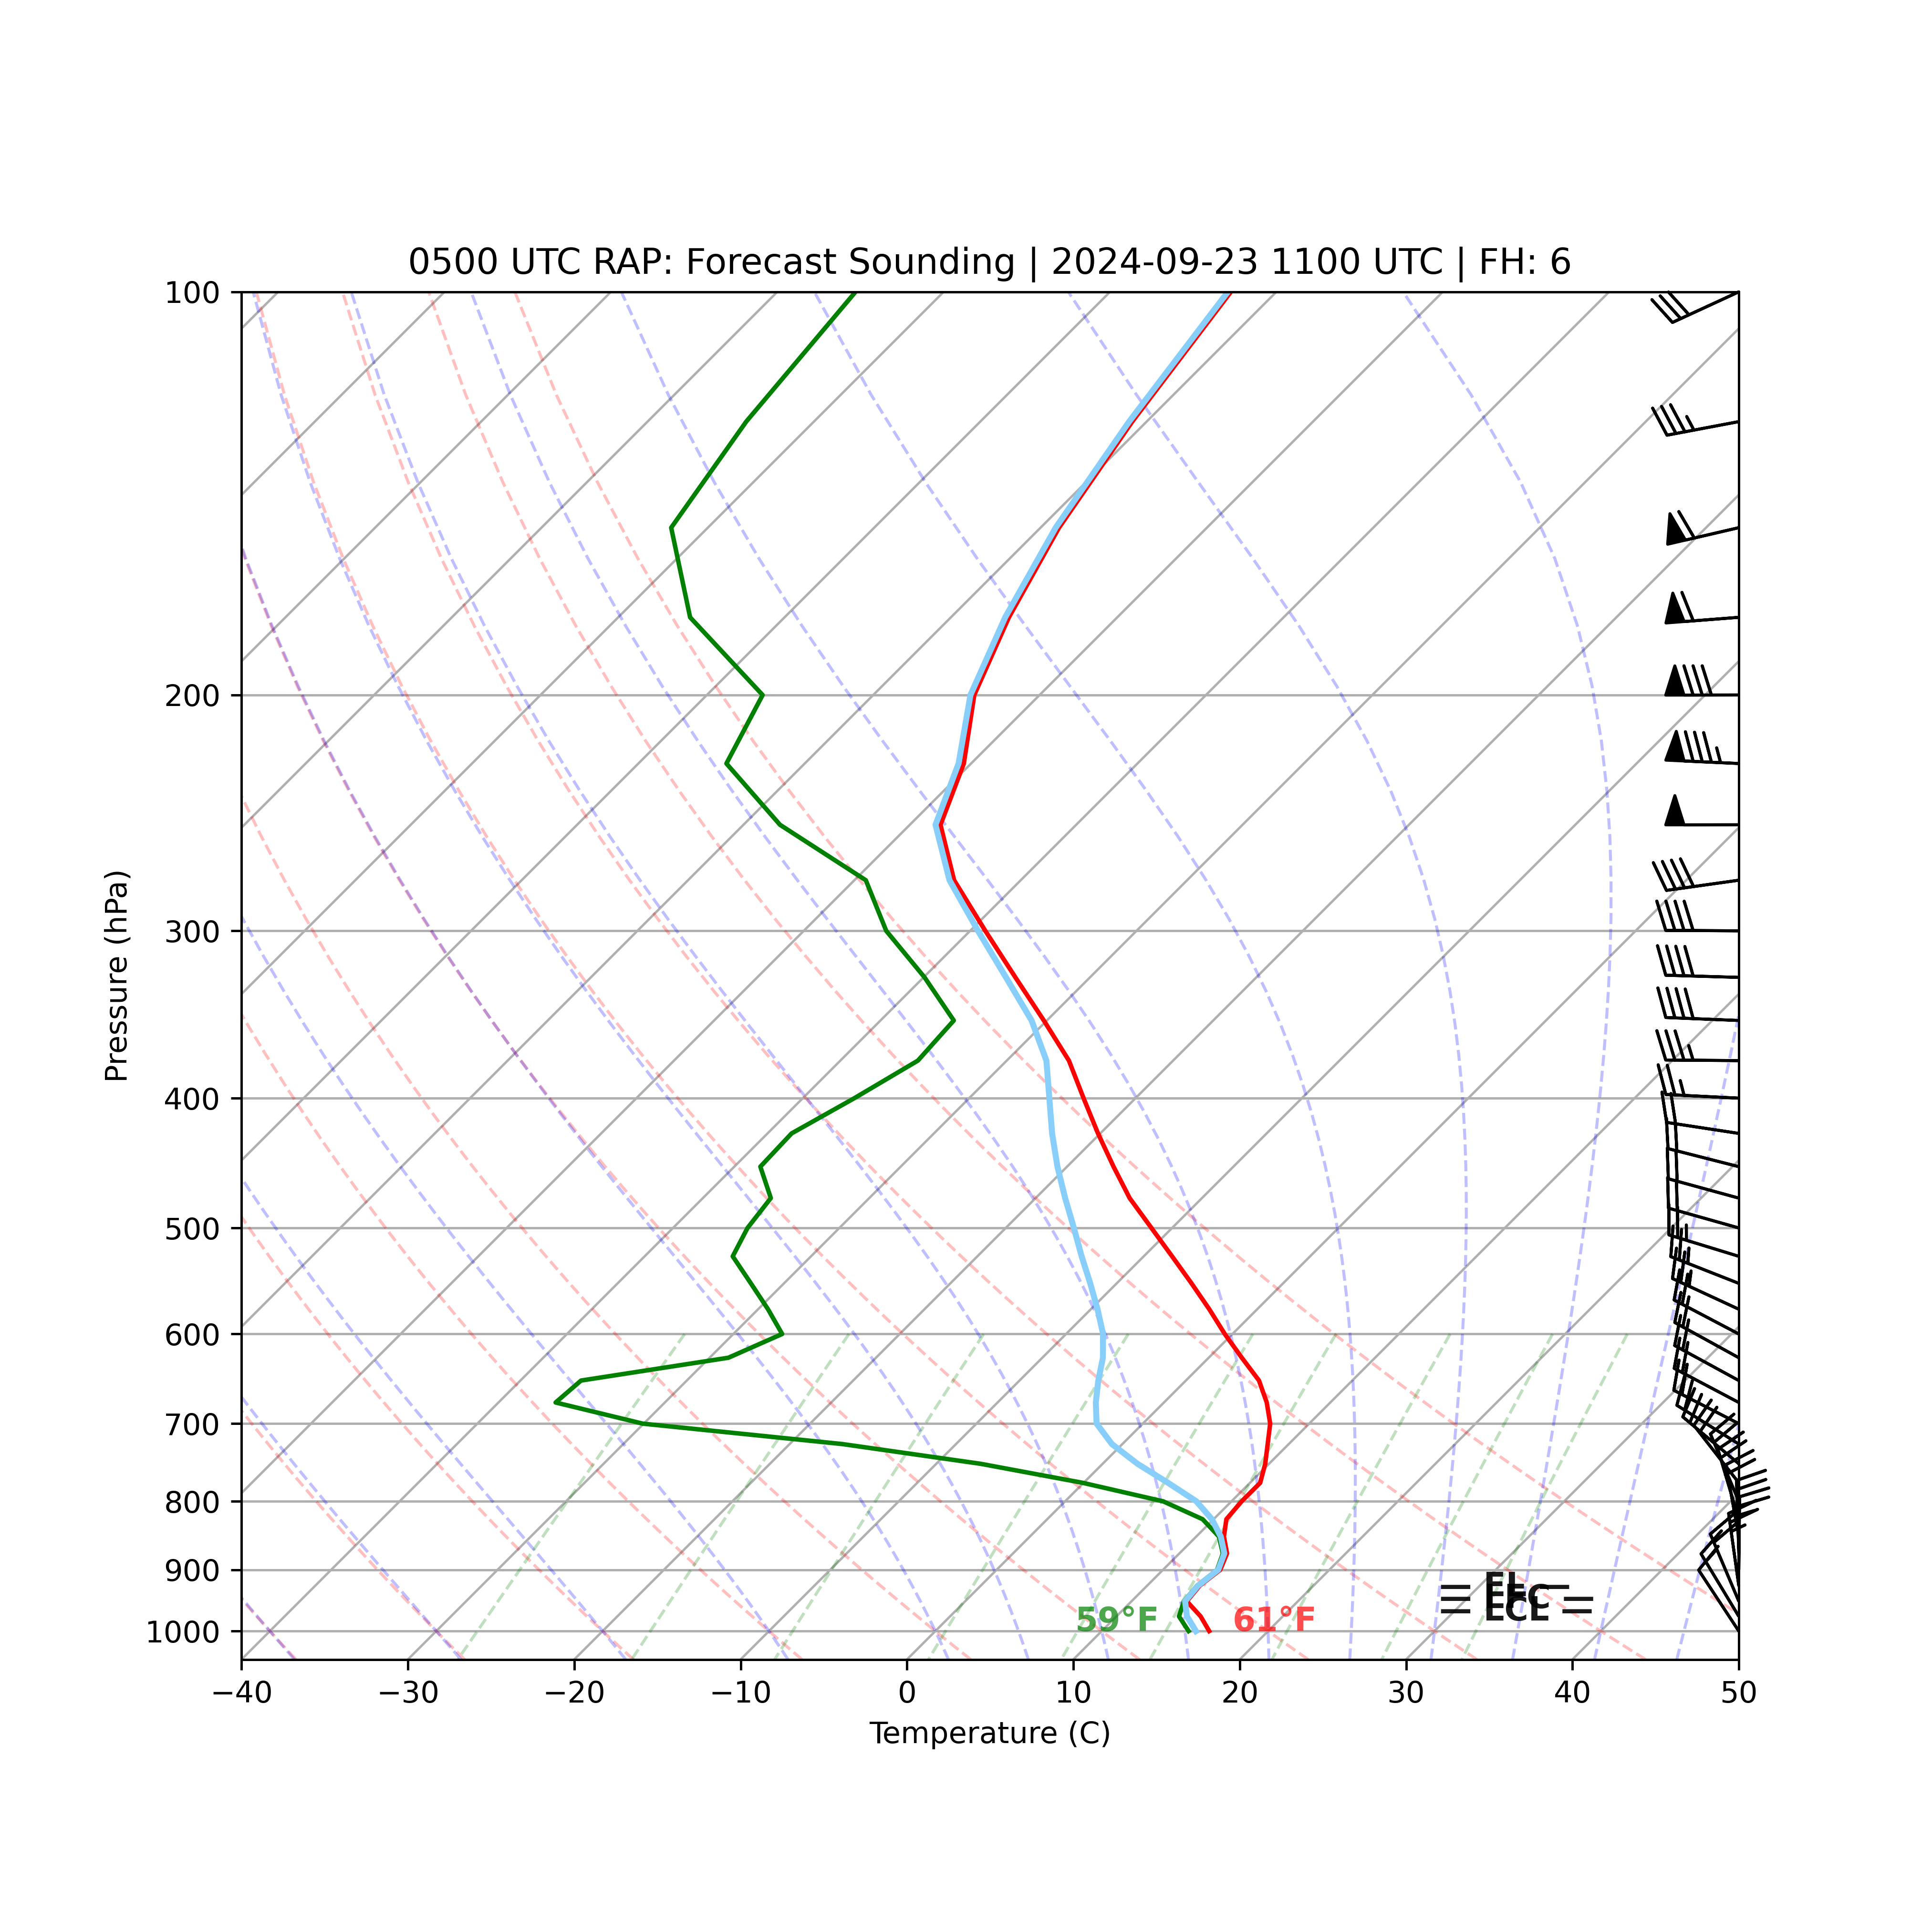 0500 UTC RAP: Forecast Sounding | 2024-09-23 1100 UTC | FH: 6
100
200
300
400
500
600
700
800
900
1000
Pressure (hPa)
59°F
61°F
EL
LFC
LCL
−40
−30
−20
−10
0
10
20
30
40
50
Temperature (C)